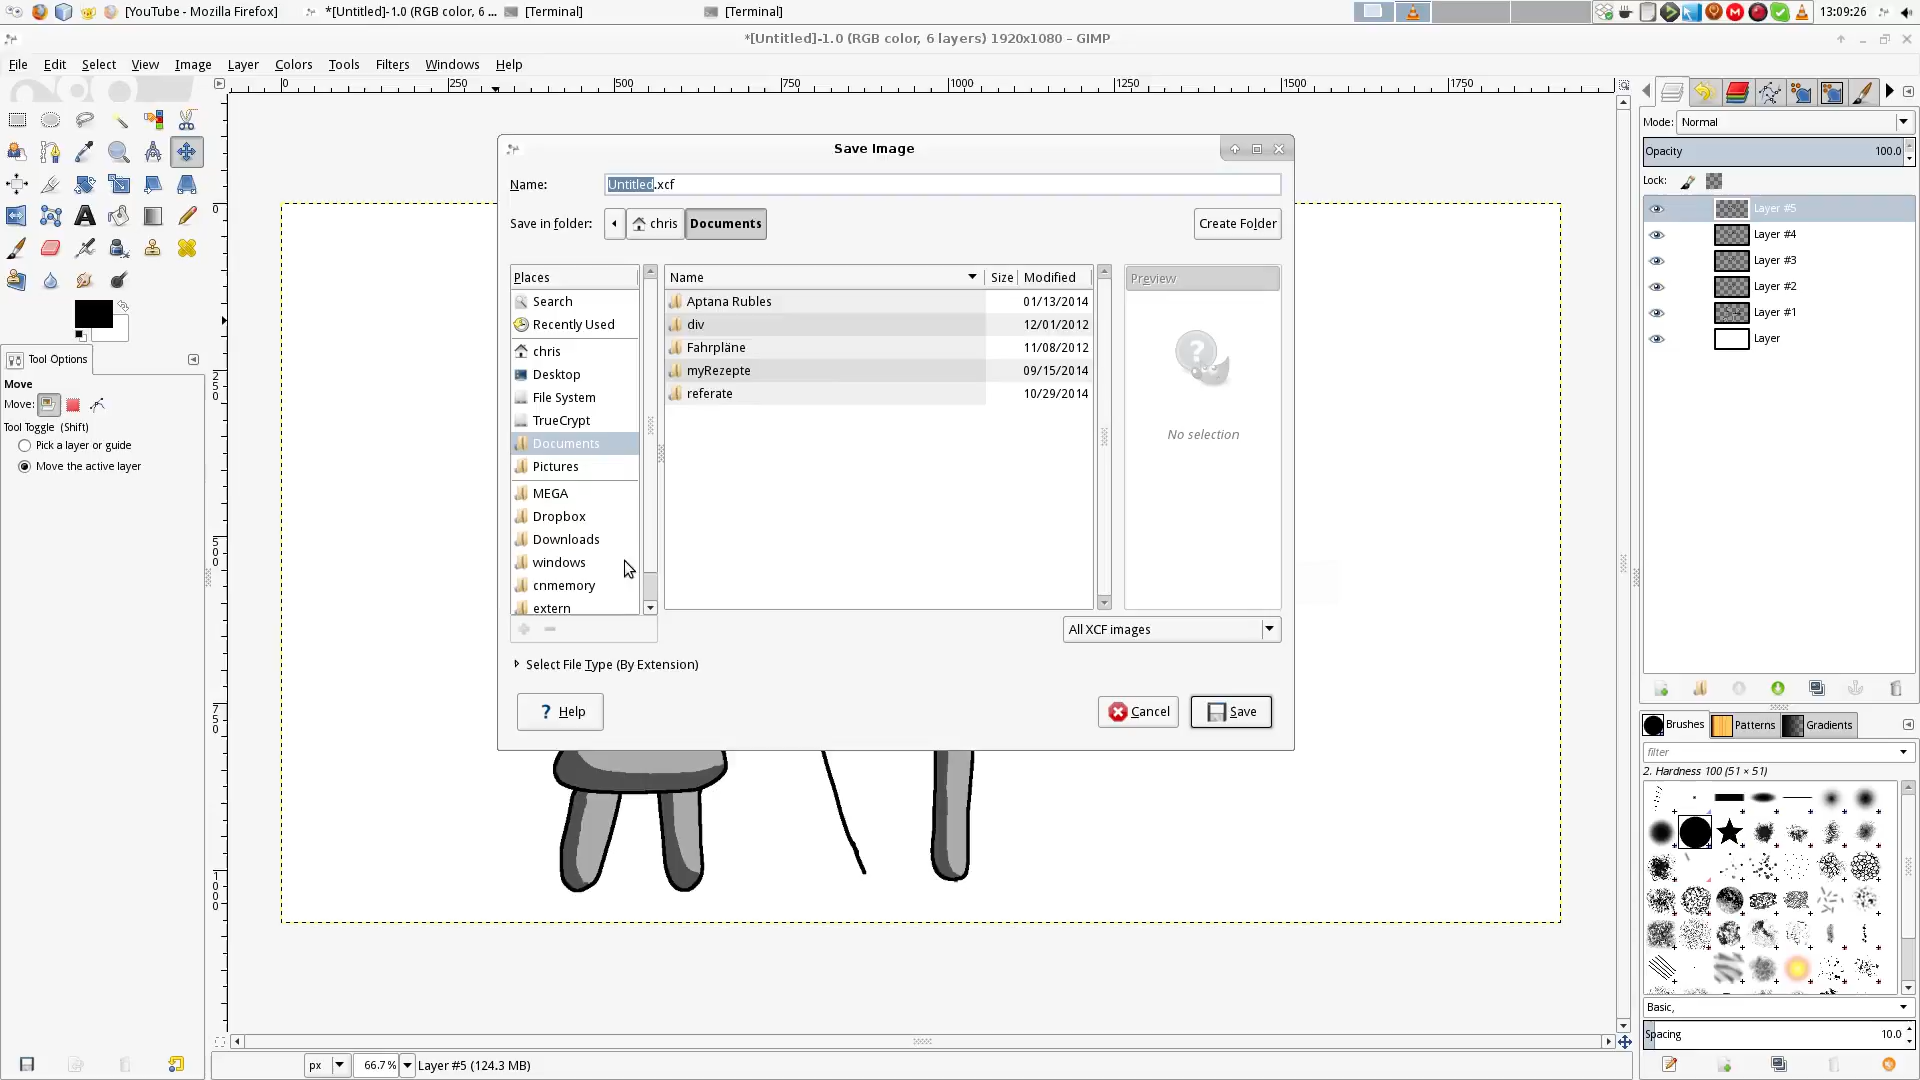 [YouTube - Mozilla Firefox]
*[Untitled]-1.0 (RGB color, 6 ...
[Terminal]
[Terminal]
13:09:26
*[Untitled]-1.0 (RGB color, 6 layers) 1920x1080 – GIMP
File Edit Select View Image Layer Colors Tools Filters Windows Help
0 250 500 750 1000 1250 1500 1750
Mode: Normal
Opacity 100.0
Lock:
Layer #5
Layer #4
Layer #3
Layer #2
Layer #1
Layer
Save Image
Name: Untitled.xcf
Save in folder: chris Documents
Create Folder
Places
Search
Recently Used
chris
Desktop
File System
TrueCrypt
Documents
Pictures
MEGA
Dropbox
Downloads
windows
cnmemory
extern
Name Size Modified
Aptana Rubles 01/13/2014
div 12/01/2012
Fahrpläne 11/08/2012
myRezepte 09/15/2014
referate 10/29/2014
Preview
No selection
All XCF images
Select File Type (By Extension)
Help
Cancel
Save
Tool Options
Move
Move:
Tool Toggle (Shift)
Pick a layer or guide
Move the active layer
0
250
500
750
1000
Brushes Patterns Gradients
filter
2. Hardness 100 (51 × 51)
Basic,
Spacing 10.0
px 66.7% Layer #5 (124.3 MB)